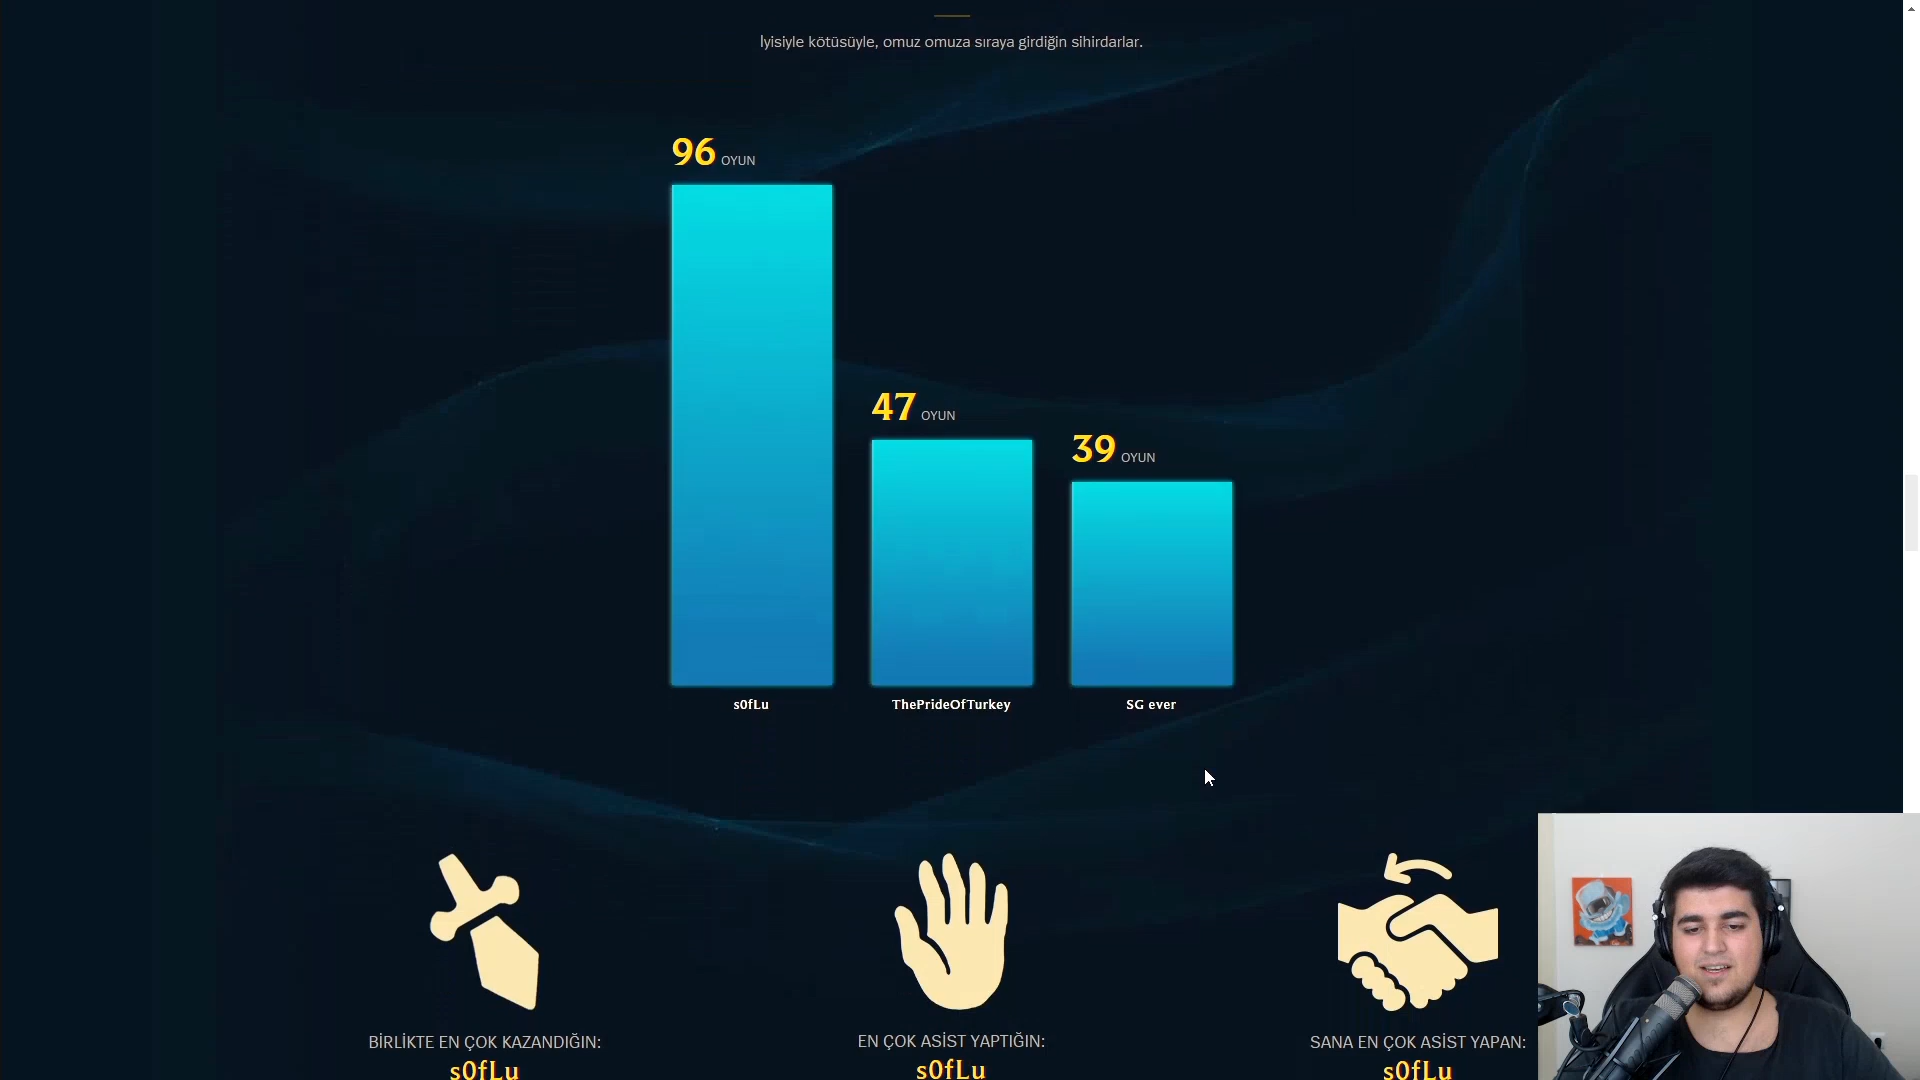 İyisiyle kötüsüyle, omuz omuza sıraya girdiğin sihirdarlar.
96 OYUN
47 OYUN
39 OYUN
s0fLu
ThePrideOfTurkey
SG ever
BİRLİKTE EN ÇOK KAZANDIĞIN:
s0fLu
EN ÇOK ASİST YAPTIĞIN:
s0fLu
SANA EN ÇOK ASİST YAPAN:
s0fLu